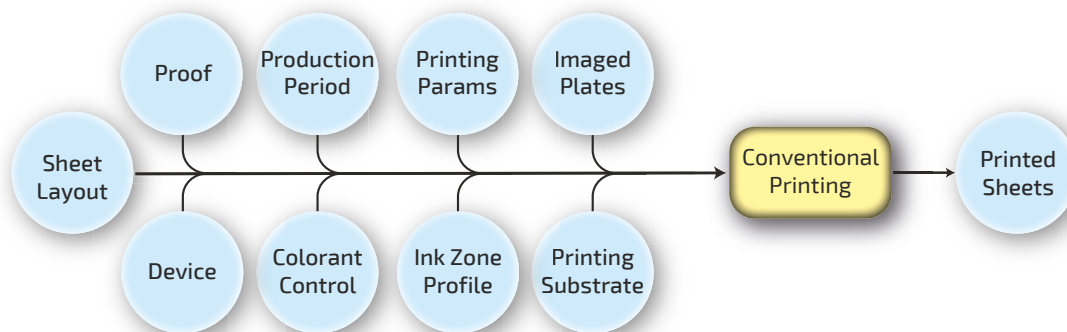 Proof
Production
Period
Printing
Params
Imaged
Plates
Sheet
Layout
Conventional
Printing
Printed
Sheets
Device
Colorant
Control
Ink Zone
Profile
Printing
Substrate